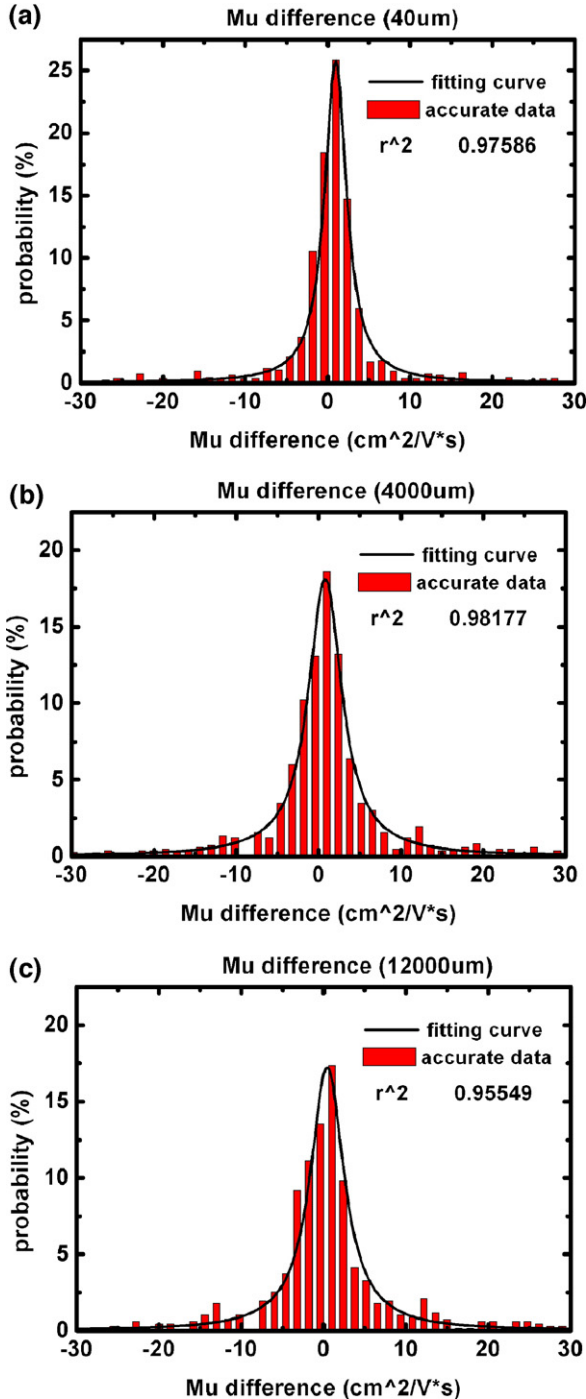 (a)
Mu difference (40um)
fitting curve
accurate data
r^2 0.97586
probability (%)
25
20
15
10
5
0
-30 -20 -10 0 10 20 30
Mu difference (cm^2/V*s)
(b)
Mu difference (4000um)
fitting curve
accurate data
r^2 0.98177
probability (%)
20
15
10
5
0
-30 -20 -10 0 10 20 30
Mu difference (cm^2/V*s)
(c)
Mu difference (12000um)
fitting curve
accurate data
r^2 0.95549
probability (%)
20
15
10
5
0
-30 -20 -10 0 10 20 30
Mu difference (cm^2/V*s)